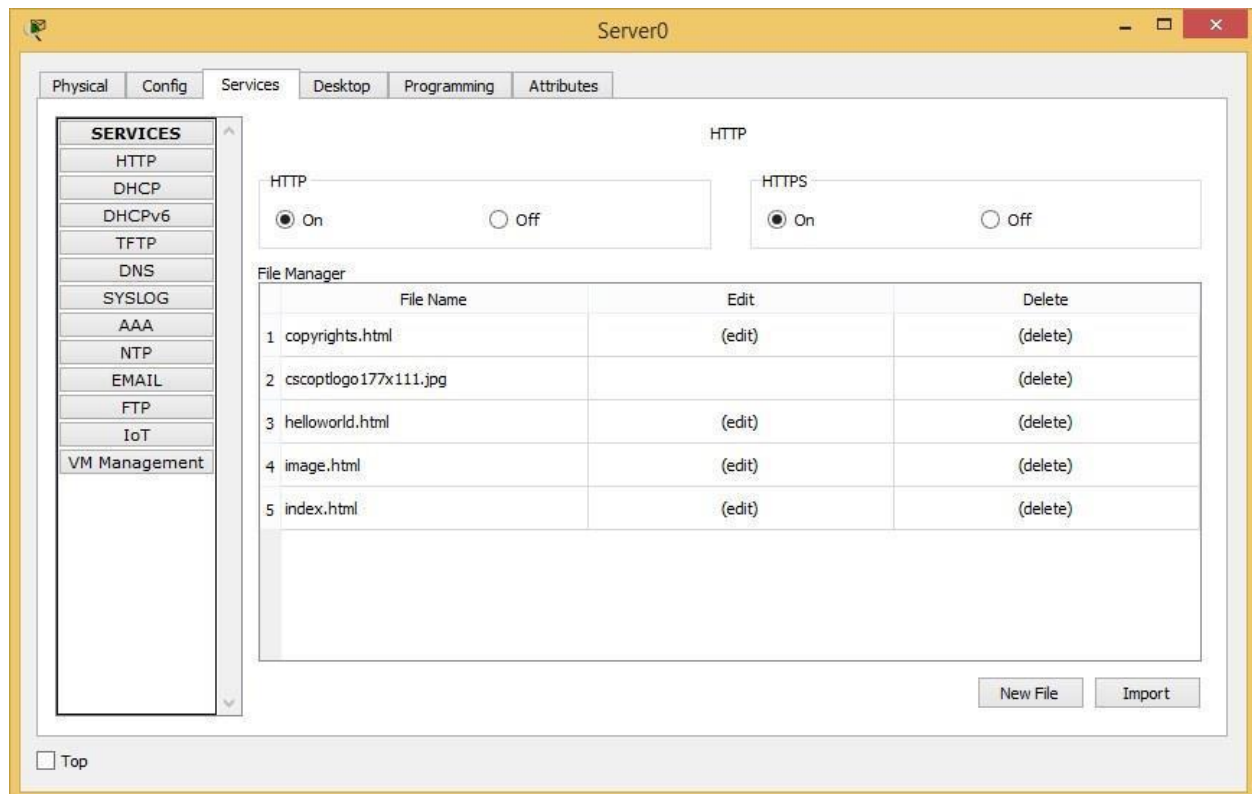 Server0
Physical Config Services Desktop Programming Attributes
SERVICES
HTTP
DHCP
DHCPv6
TFTP
DNS
SYSLOG
AAA
NTP
EMAIL
FTP
IoT
VM Management
HTTP
HTTP
On Off
HTTPS
On Off
File Manager
File Name Edit Delete
1 copyrights.html (edit) (delete)
2 cscoptlogo177x111.jpg (delete)
3 helloworld.html (edit) (delete)
4 image.html (edit) (delete)
5 index.html (edit) (delete)
New File Import
Top